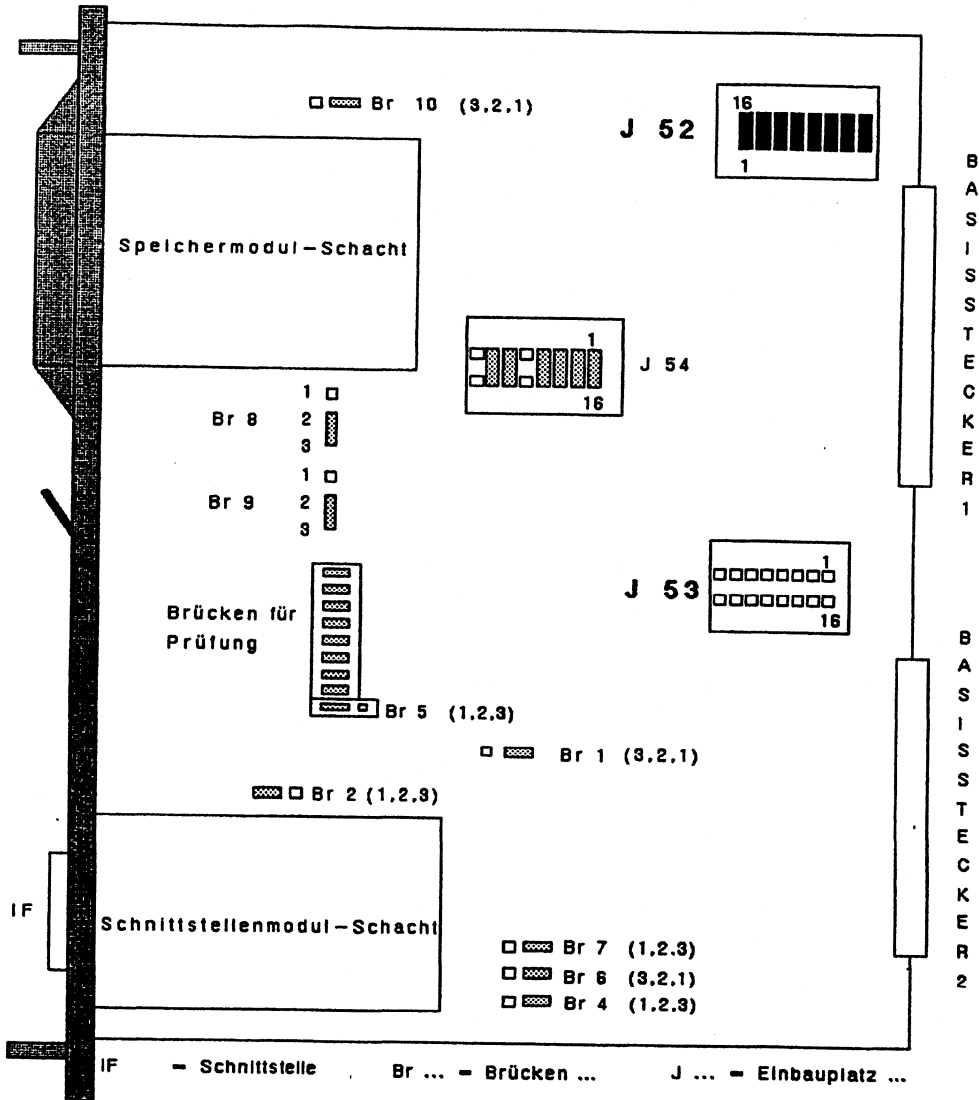 Br 10 (3,2,1)
J 52
16
1
BASISSTECKER 1
Speichermodul-Schacht
1
16
J 54
Br 8
1
2
3
Br 9
1
2
3
J 53
1
16
Brücken für
Prüfung
Br 5 (1,2,3)
BASISSTECKER 2
Br 1 (3,2,1)
Br 2 (1,2,3)
IF
Schnittstellenmodul-Schacht
Br 7 (1,2,3)
Br 6 (3,2,1)
Br 4 (1,2,3)
IF = Schnittstelle
Br ... = Brücken ...
J ... = Einbauplatz ...